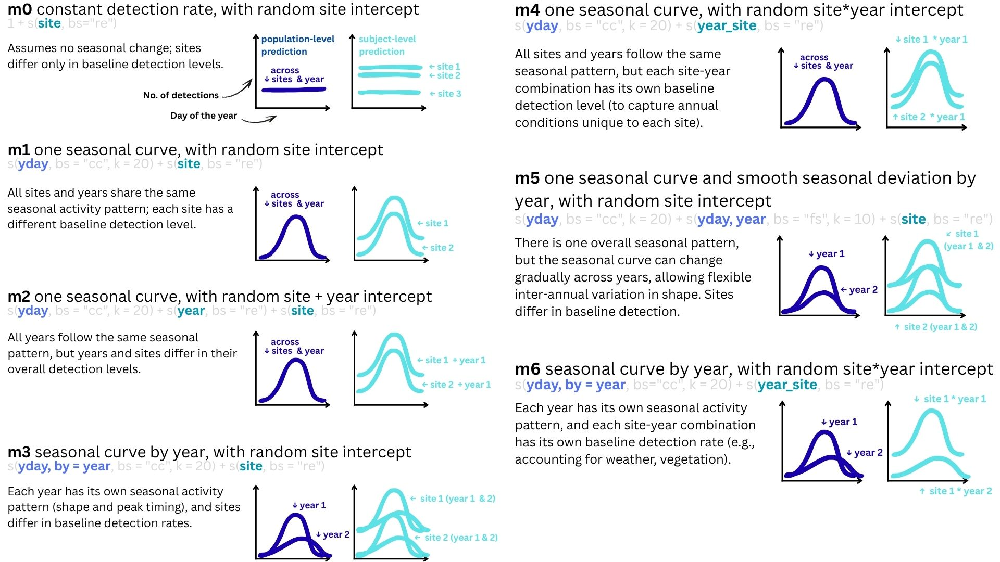 m0 constant detection rate, with random site intercept
1 + s(site, bs="re")
Assumes no seasonal change; sites
differ only in baseline detection levels.
No. of detections
Day of the year
population-level
prediction
across
↓ sites & year
subject-level
prediction
← site 1
← site 2
← site 3
m1 one seasonal curve, with random site intercept
s(yday, bs = "cc", k = 20) + s(site, bs = "re")
All sites and years share the same
seasonal activity pattern; each site has a
different baseline detection level.
across
↓ sites & year
← site 1
← site 2
m2 one seasonal curve, with random site + year intercept
s(yday, bs = "cc", k = 20) + s(year, bs = "re") + s(site, bs = "re")
All years follow the same seasonal
pattern, but years and sites differ in their
overall detection levels.
across
↓ sites & year
← site 1 + year 1
← site 2 + year 1
m3 seasonal curve by year, with random site intercept
s(yday, by = year, bs = "cc", k = 20) + s(site, bs = "re")
Each year has its own seasonal activity
pattern (shape and peak timing), and sites
differ in baseline detection rates.
↓ year 1
↓ year 2
← site 1 (year 1 & 2)
← site 2 (year 1 & 2)
m4 one seasonal curve, with random site*year intercept
s(yday, bs = "cc", k = 20) + s(year_site, bs = "re")
All sites and years follow the same
seasonal pattern, but each site-year
combination has its own baseline
detection level (to capture annual
conditions unique to each site).
across
↓ sites & year
↓ site 1 * year 1
↑ site 2 * year 1
m5 one seasonal curve and smooth seasonal deviation by
year, with random site intercept
s(yday, bs = "cc", k = 20) + s(yday, year, bs = "fs", k = 10) + s(site, bs = "re")
There is one overall seasonal pattern,
but the seasonal curve can change
gradually across years, allowing flexible
inter-annual variation in shape. Sites
differ in baseline detection.
↓ year 1
← year 2
↙ site 1
(year 1 & 2)
↑ site 2 (year 1 & 2)
m6 seasonal curve by year, with random site*year intercept
s(yday, by = year, bs="cc", k = 20) + s(year_site, bs = "re")
Each year has its own seasonal activity
pattern, and each site-year combination
has its own baseline detection rate (e.g.,
accounting for weather, vegetation).
↓ year 1
↓ year 2
↓ site 1 * year 1
↑ site 1 * year 2